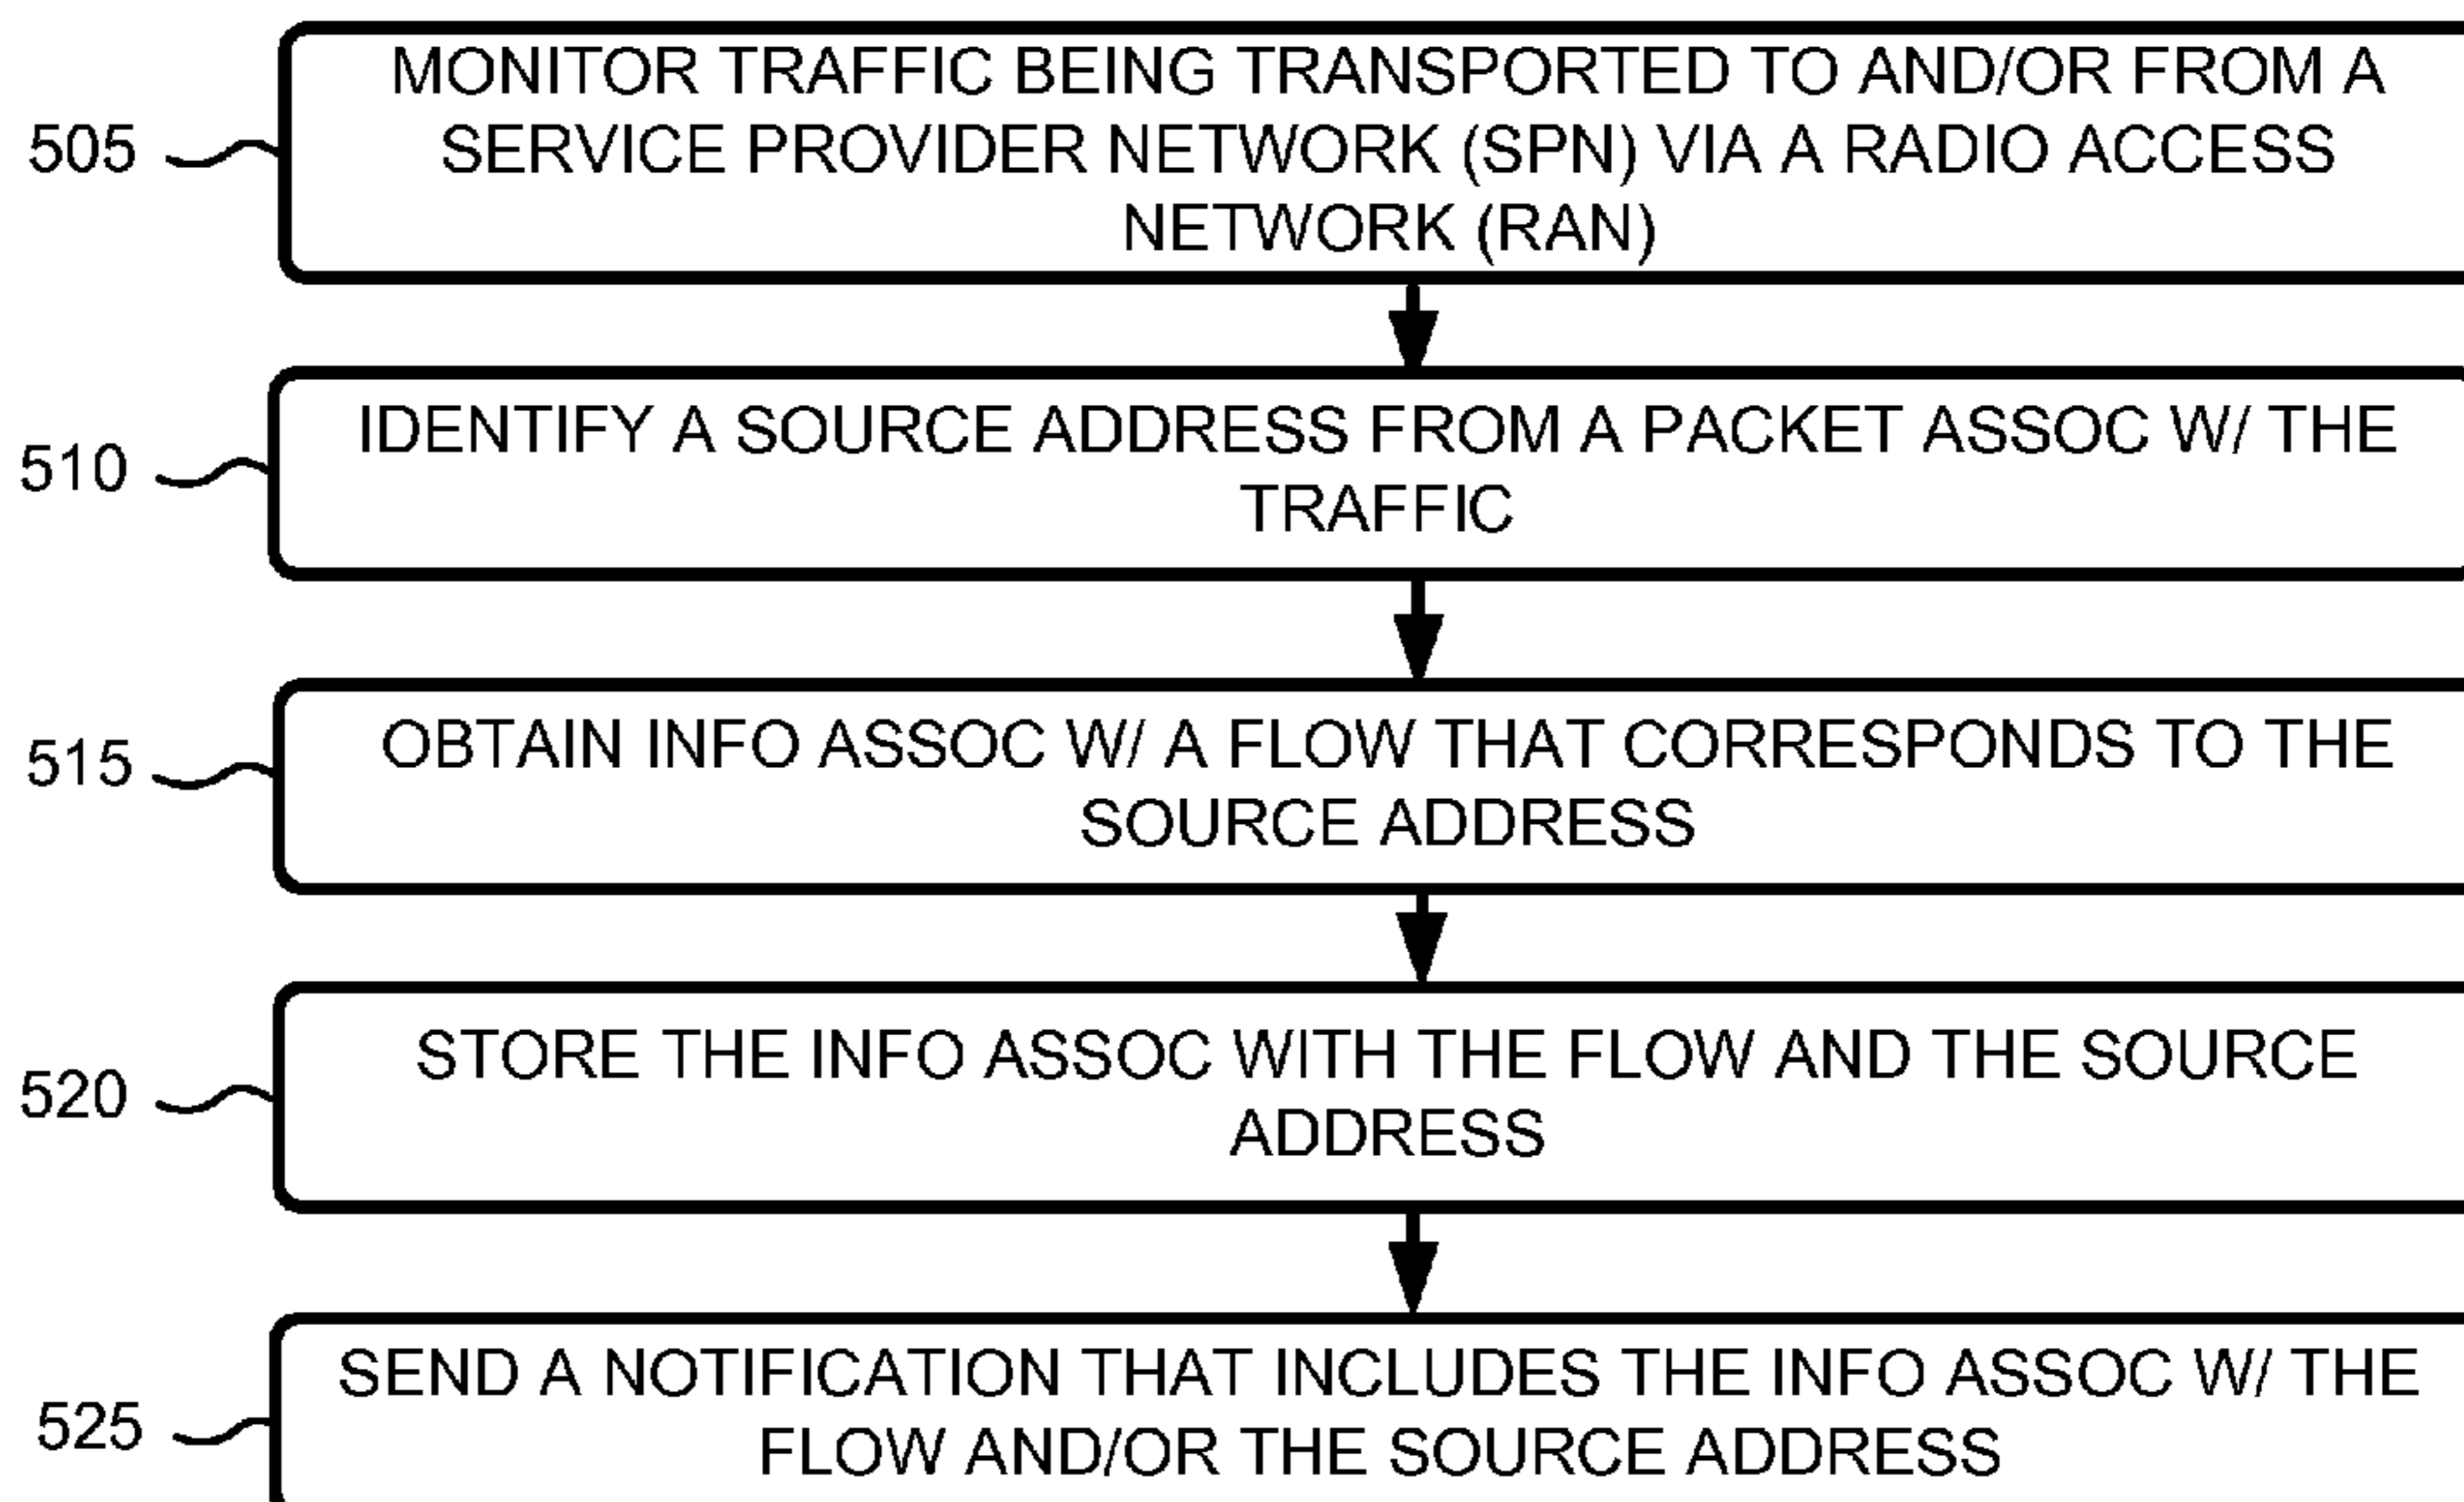 505
MONITOR TRAFFIC BEING TRANSPORTED TO AND/OR FROM A
SERVICE PROVIDER NETWORK (SPN) VIA A RADIO ACCESS
NETWORK (RAN)
510
IDENTIFY A SOURCE ADDRESS FROM A PACKET ASSOC W/ THE
TRAFFIC
515
OBTAIN INFO ASSOC W/ A FLOW THAT CORRESPONDS TO THE
SOURCE ADDRESS
520
STORE THE INFO ASSOC WITH THE FLOW AND THE SOURCE
ADDRESS
525
SEND A NOTIFICATION THAT INCLUDES THE INFO ASSOC W/ THE
FLOW AND/OR THE SOURCE ADDRESS